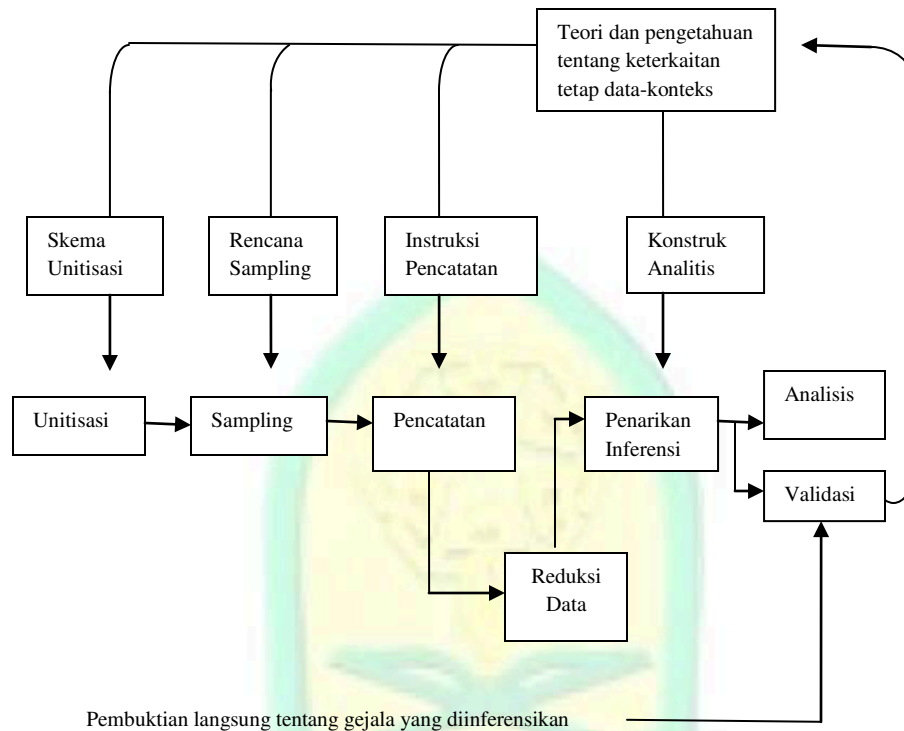 Teori dan pengetahuan
tentang keterkaitan
tetap data-konteks
Skema
Unitisasi
Rencana
Sampling
Instruksi
Pencatatan
Konstruk
Analitis
Unitisasi
Sampling
Pencatatan
Penarikan
Inferensi
Analisis
Validasi
Reduksi
Data
Pembuktian langsung tentang gejala yang diinferensikan